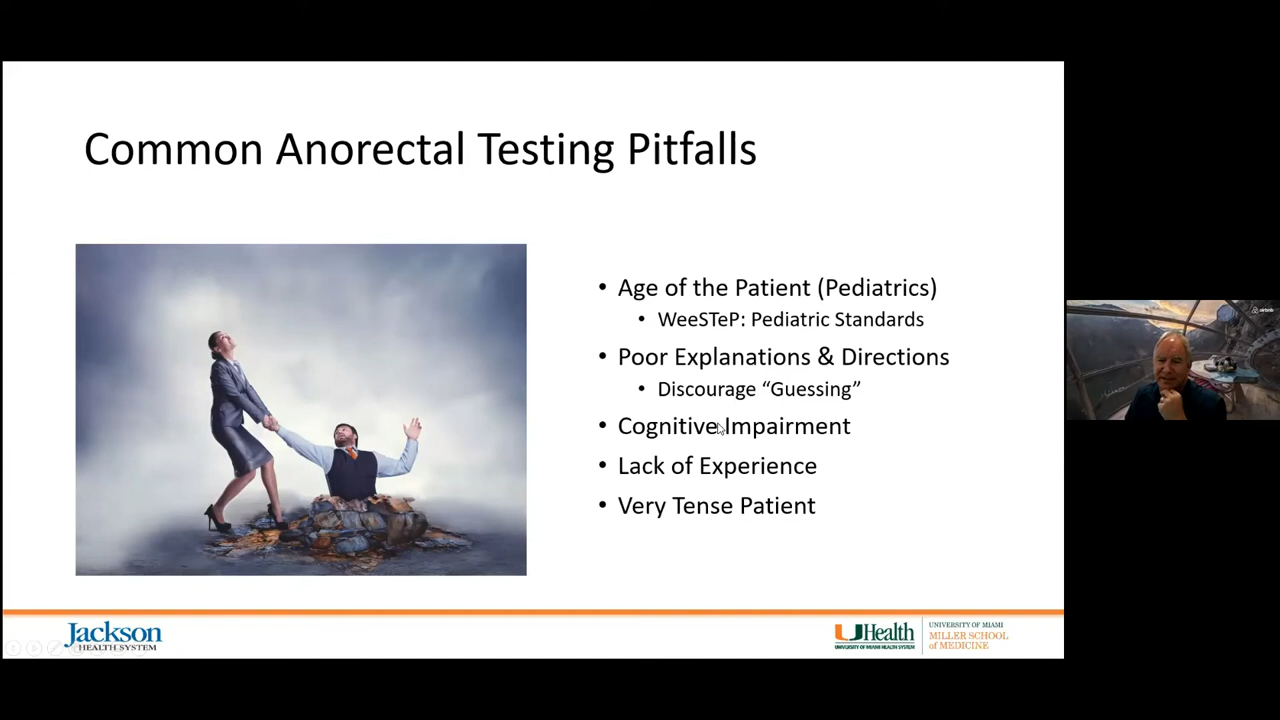 Common Anorectal Testing Pitfalls
• Age of the Patient (Pediatrics)
• WeeSTeP: Pediatric Standards
• Poor Explanations & Directions
• Discourage “Guessing”
• Cognitive Impairment
• Lack of Experience
• Very Tense Patient
Jackson
HEALTH SYSTEM
UHealth
UNIVERSITY OF MIAMI HEALTH SYSTEM
UNIVERSITY OF MIAMI
MILLER SCHOOL
of MEDICINE
airbnb